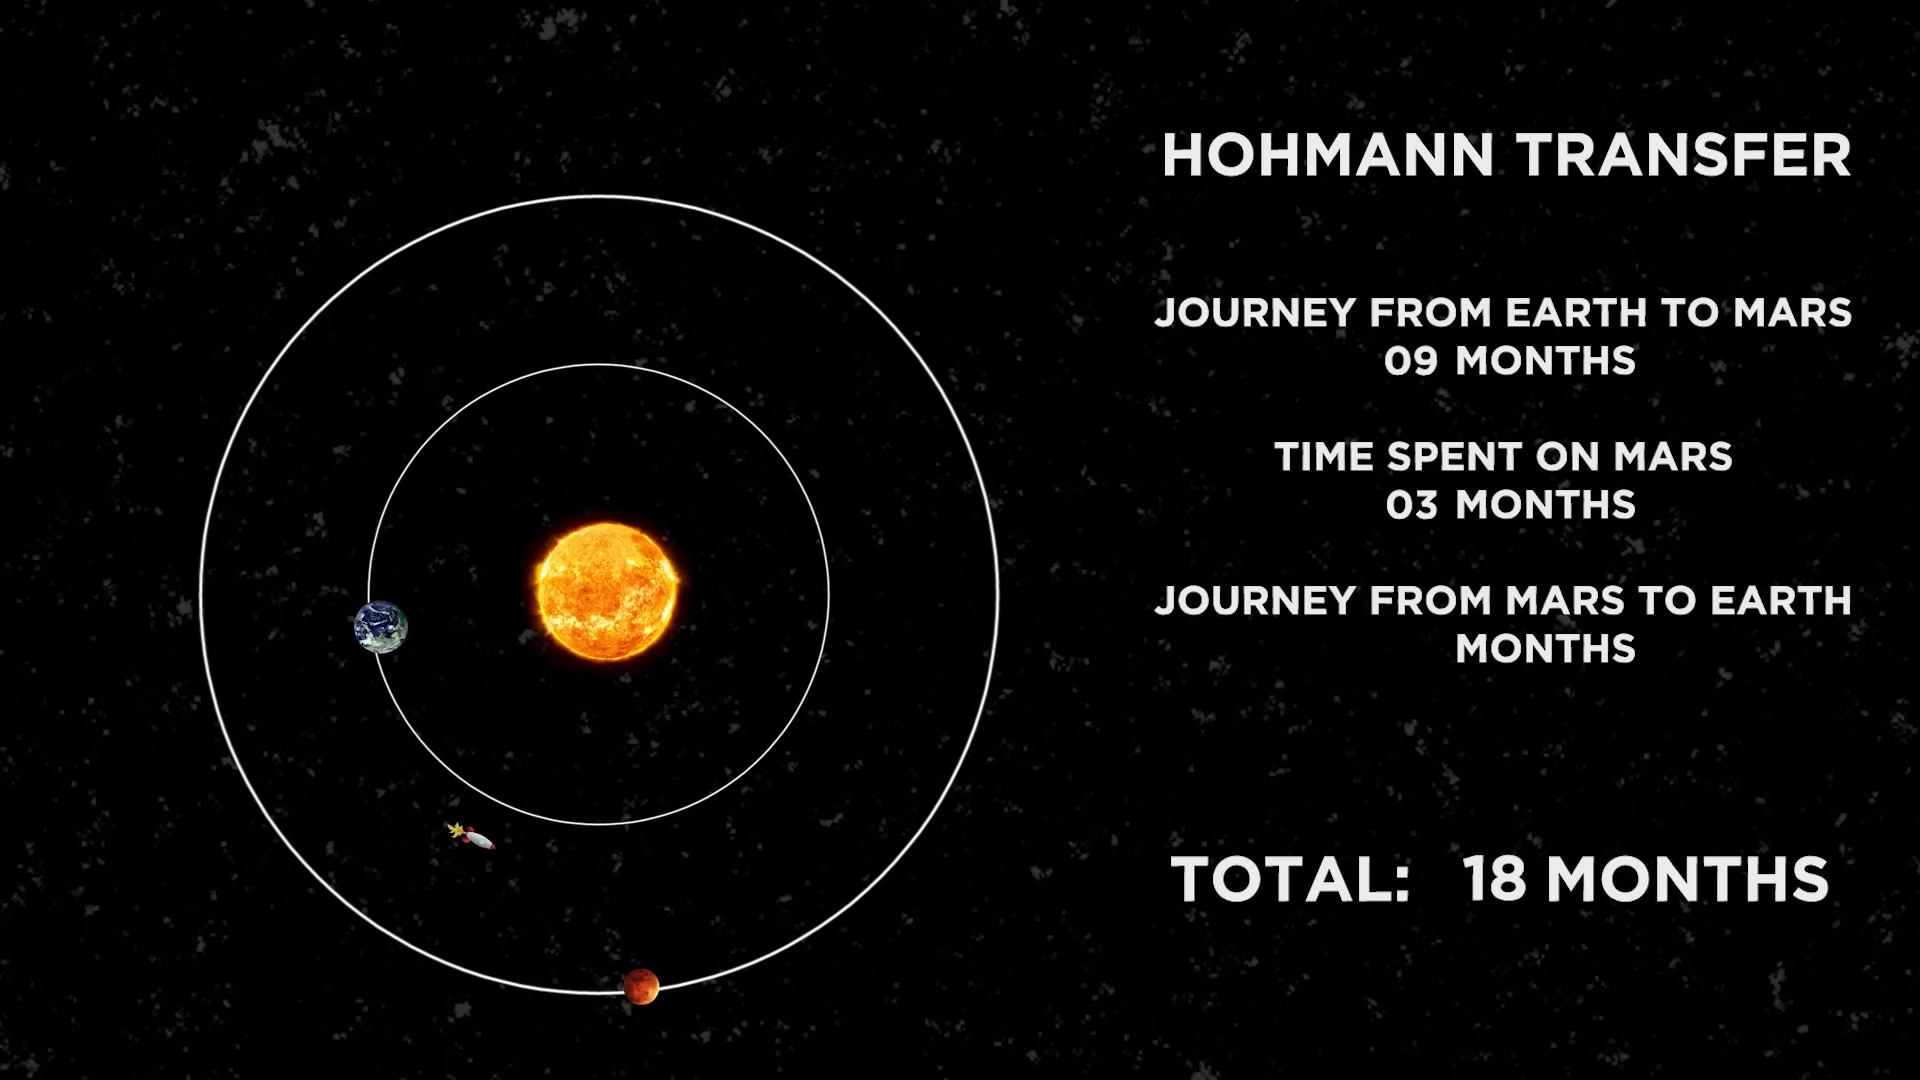 HOHMANN TRANSFER
JOURNEY FROM EARTH TO MARS
09 MONTHS
TIME SPENT ON MARS
03 MONTHS
JOURNEY FROM MARS TO EARTH
MONTHS
TOTAL: 18 MONTHS